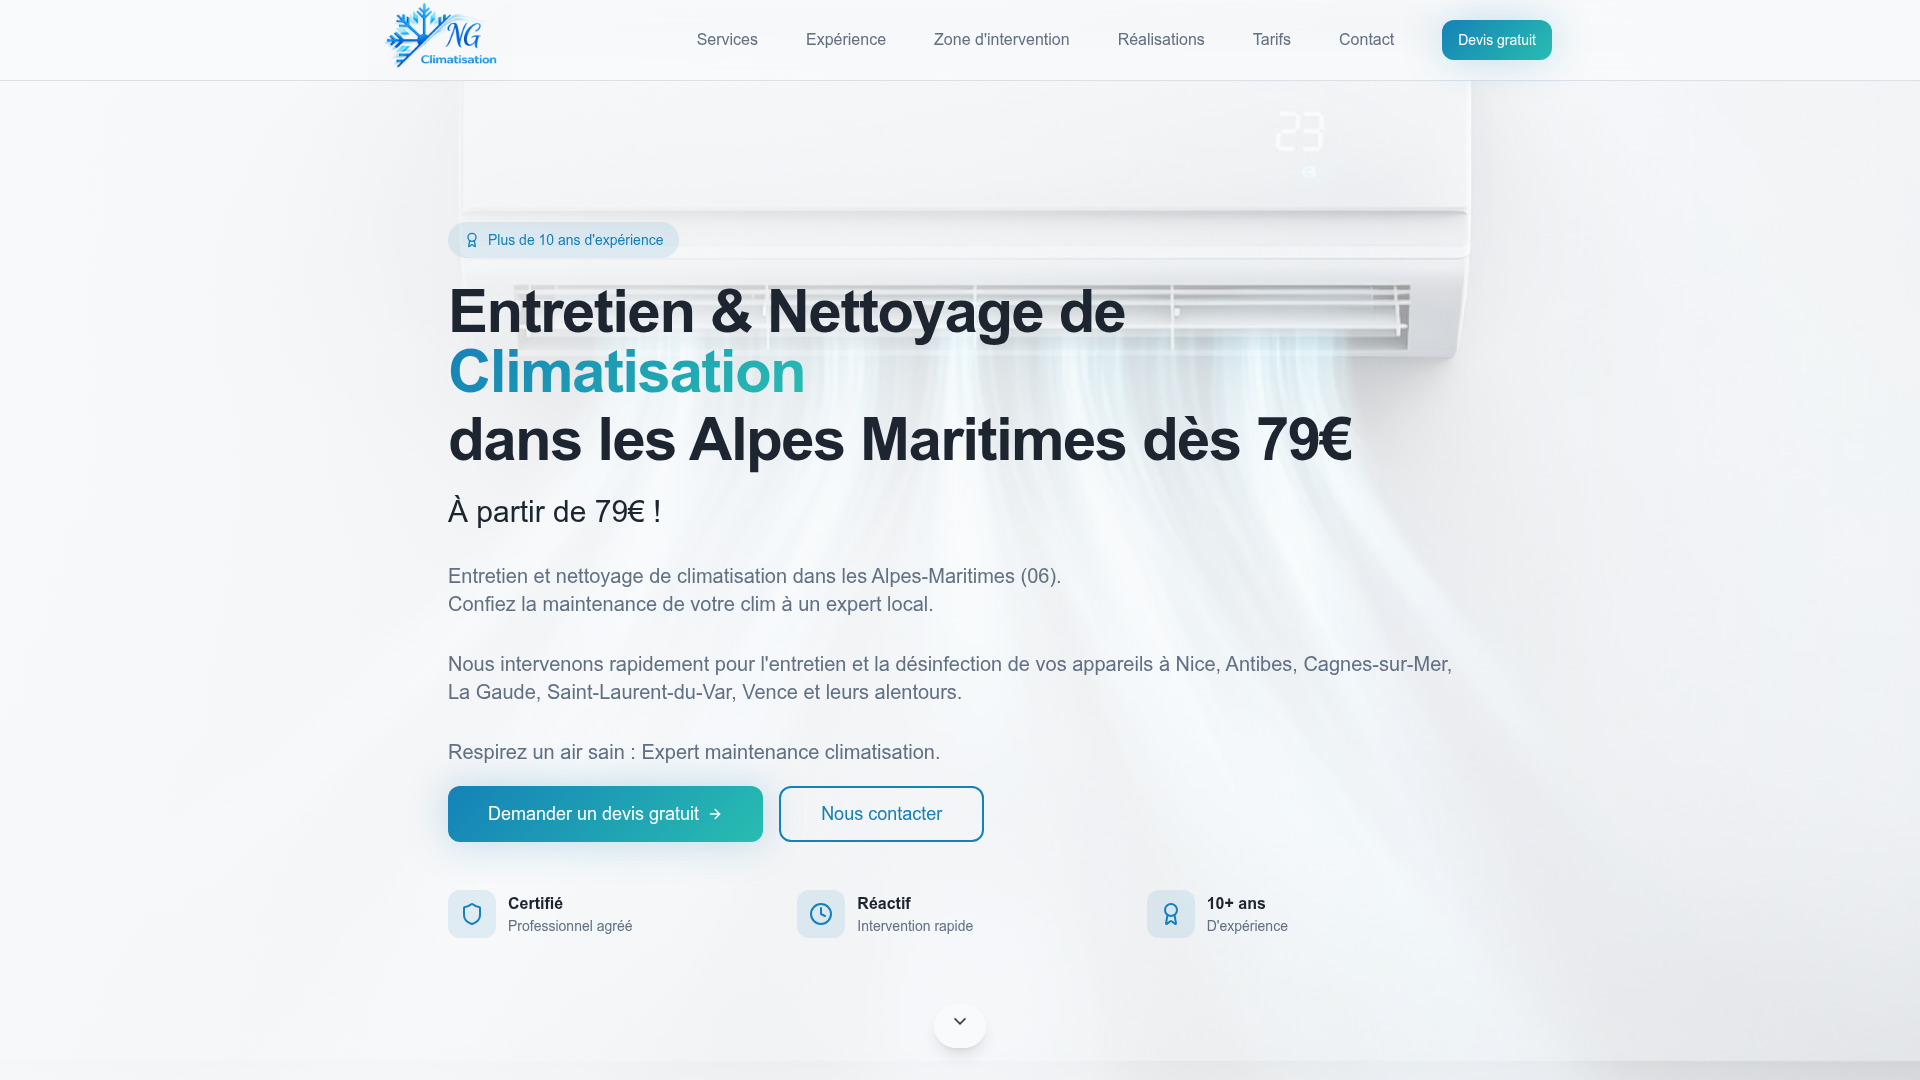 NG
Climatisation
Services
Expérience
Zone d'intervention
Réalisations
Tarifs
Contact
Devis gratuit
23
Plus de 10 ans d'expérience
Entretien & Nettoyage de
Climatisation
dans les Alpes Maritimes dès 79€
À partir de 79€ !
Entretien et nettoyage de climatisation dans les Alpes-Maritimes (06).
Confiez la maintenance de votre clim à un expert local.
Nous intervenons rapidement pour l'entretien et la désinfection de vos appareils à Nice, Antibes, Cagnes-sur-Mer,
La Gaude, Saint-Laurent-du-Var, Vence et leurs alentours.
Respirez un air sain : Expert maintenance climatisation.
Demander un devis gratuit
Nous contacter
Certifié
Professionnel agréé
Réactif
Intervention rapide
10+ ans
D'expérience